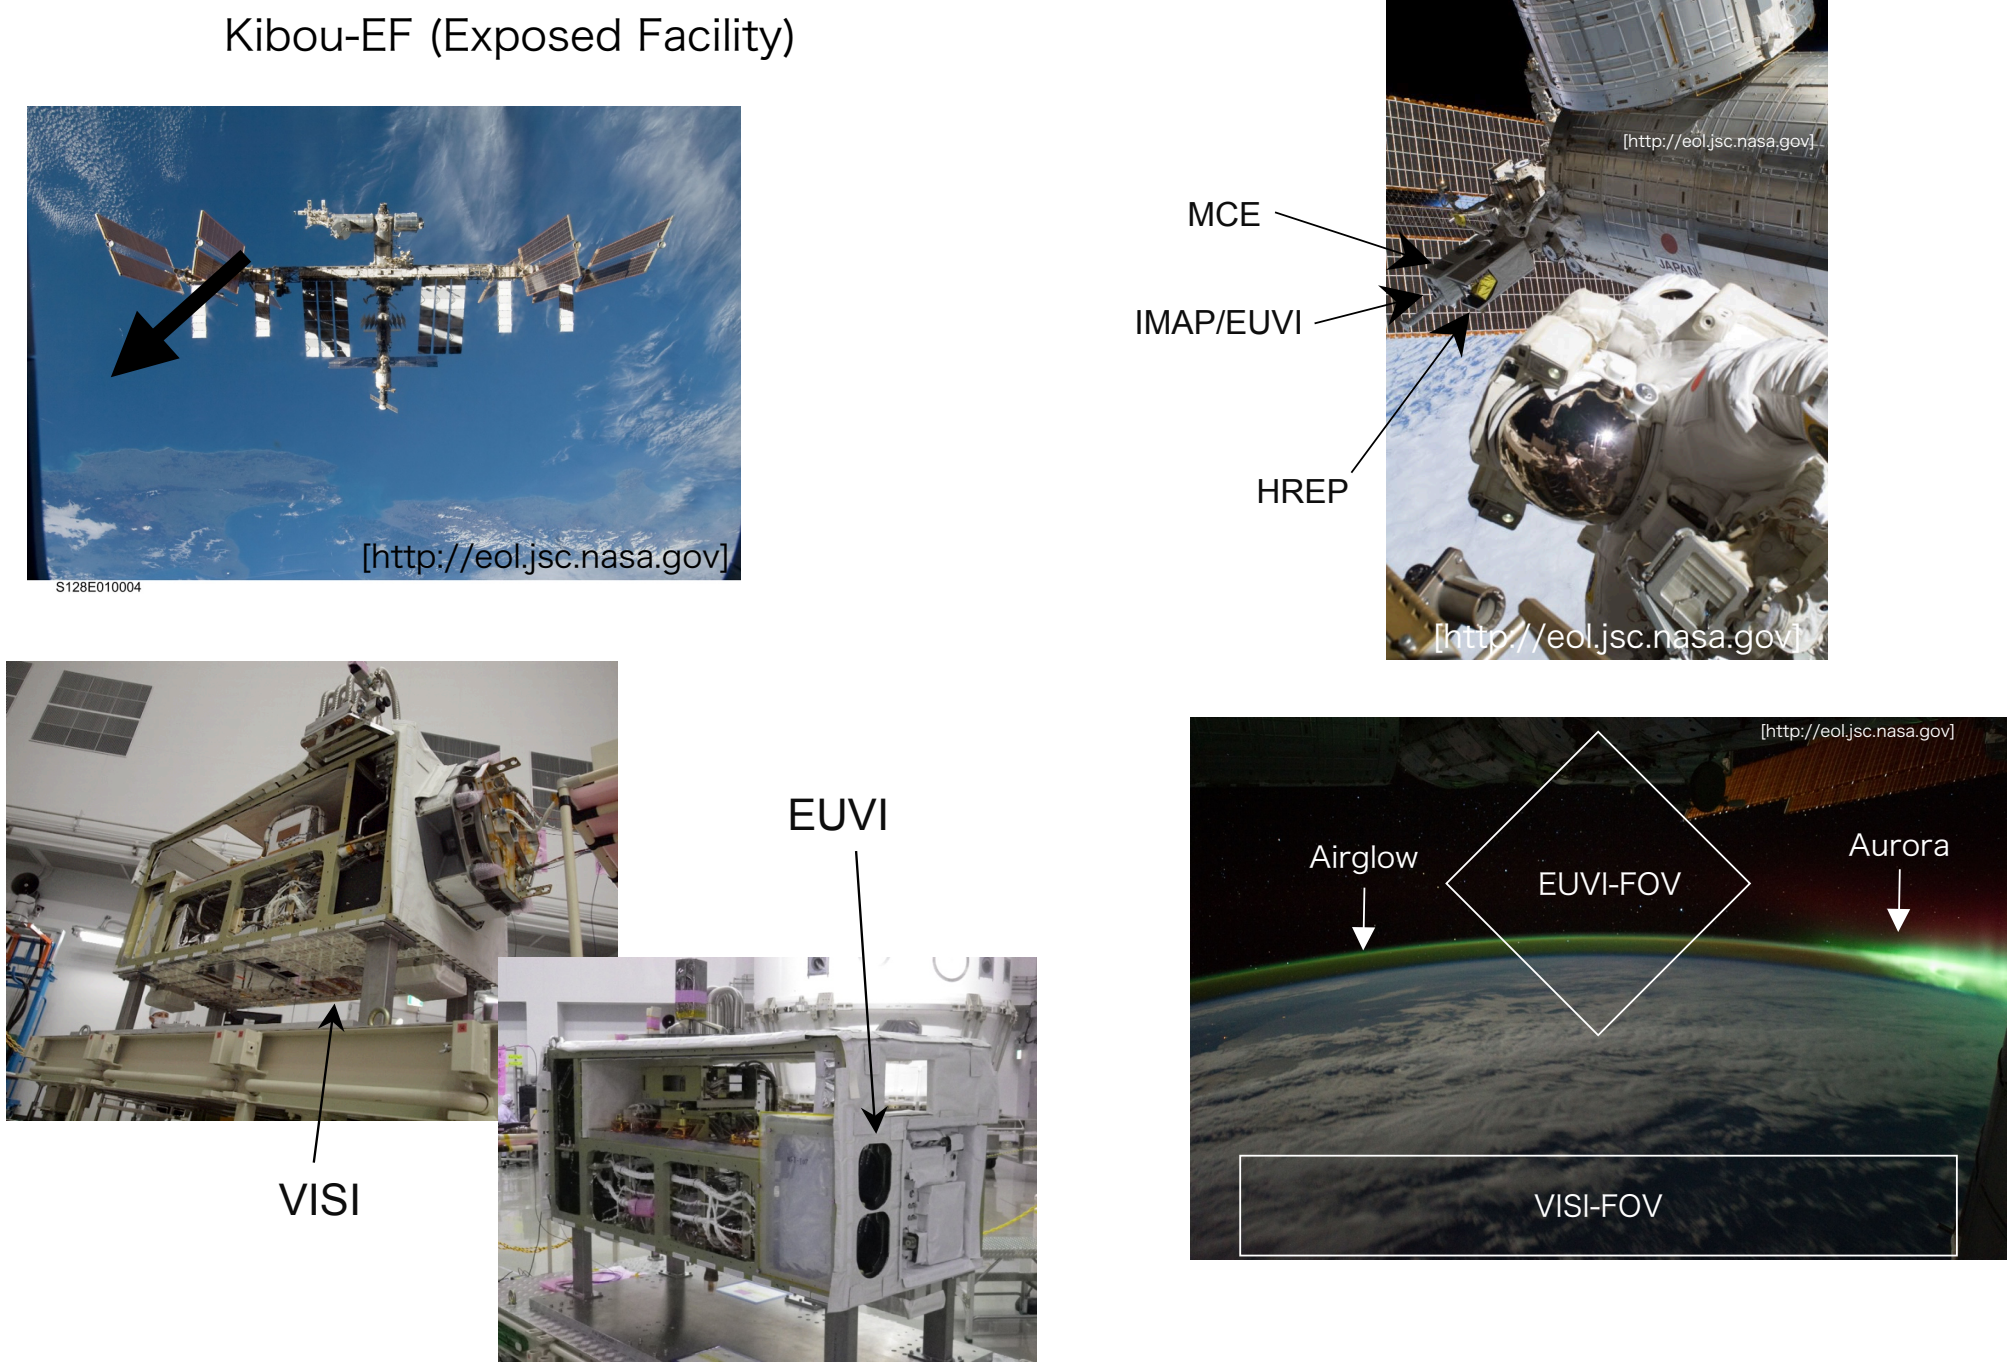 Kibou-EF (Exposed Facility)
[http://eol.jsc.nasa.gov]
S128E010004
[http://eol.jsc.nasa.gov]
MCE
JAPAN
IMAP/EUVI
HREP
[http://eol.jsc.nasa.gov]
EUVI
VISI
[http://eol.jsc.nasa.gov]
Airglow
Aurora
EUVI-FOV
VISI-FOV